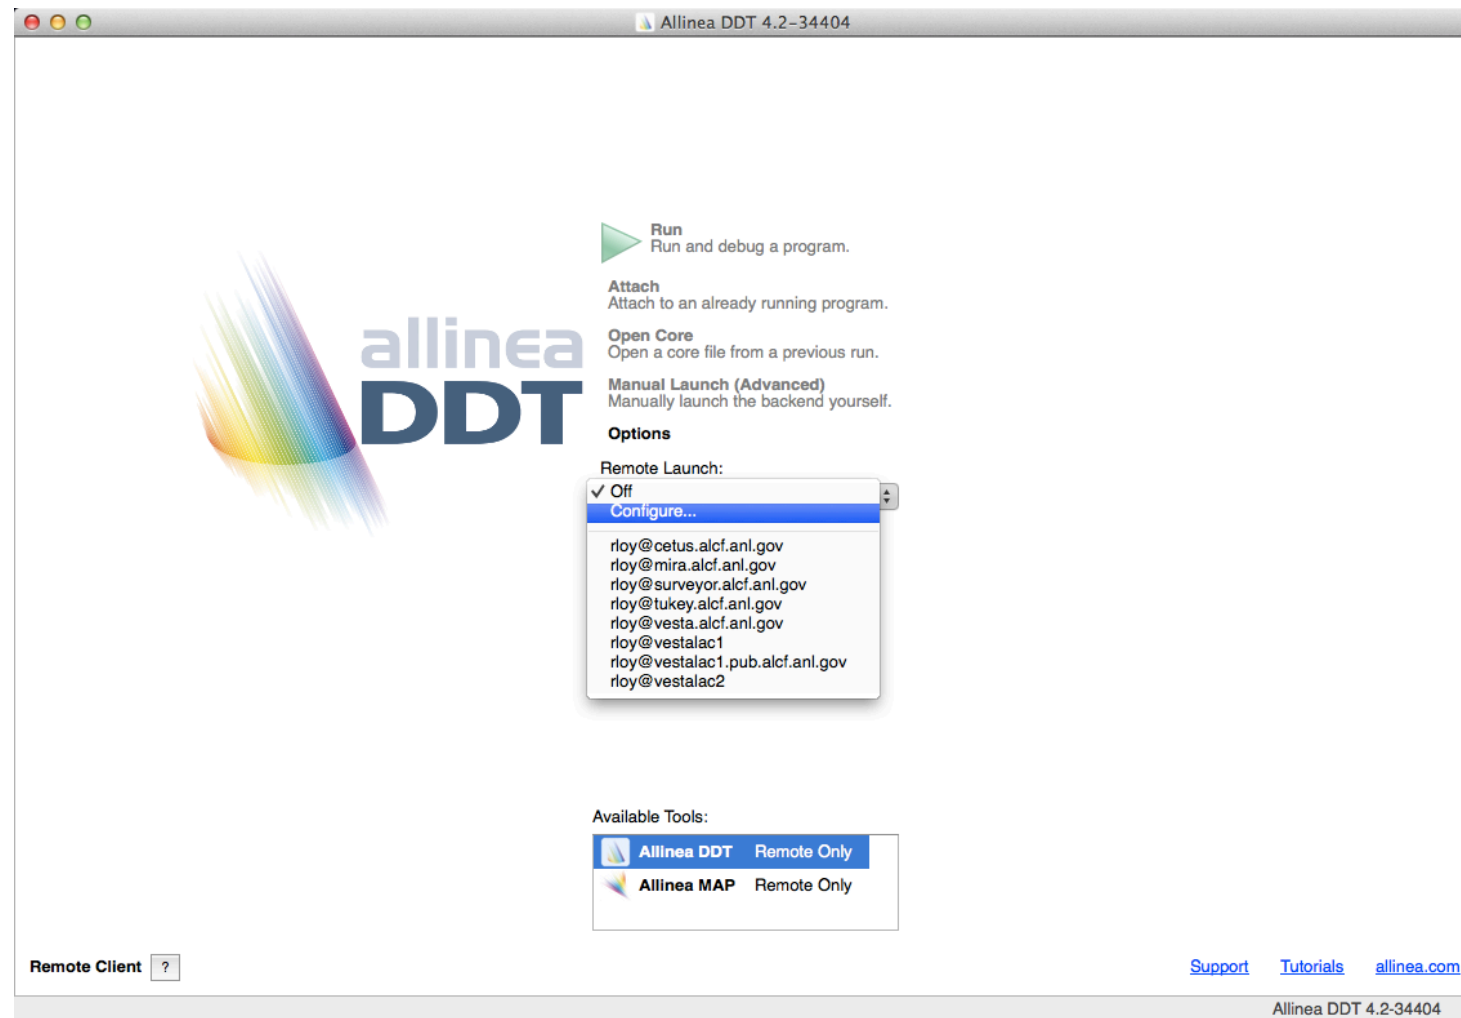 Allinea DDT 4.2-34404
Run
Run and debug a program.
Attach
Attach to an already running program.
Open Core
Open a core file from a previous run.
Manual Launch (Advanced)
Manually launch the backend yourself.
allinea
DDT
Options
Remote Launch:
✓ Off
Configure...
rloy@cetus.alcf.anl.gov
rloy@mira.alcf.anl.gov
rloy@surveyor.alcf.anl.gov
rloy@tukey.alcf.anl.gov
rloy@vesta.alcf.anl.gov
rloy@vestalac1
rloy@vestalac1.pub.alcf.anl.gov
rloy@vestalac2
Available Tools:
Allinea DDT Remote Only
Allinea MAP Remote Only
Remote Client ? Support Tutorials allinea.com
Allinea DDT 4.2-34404